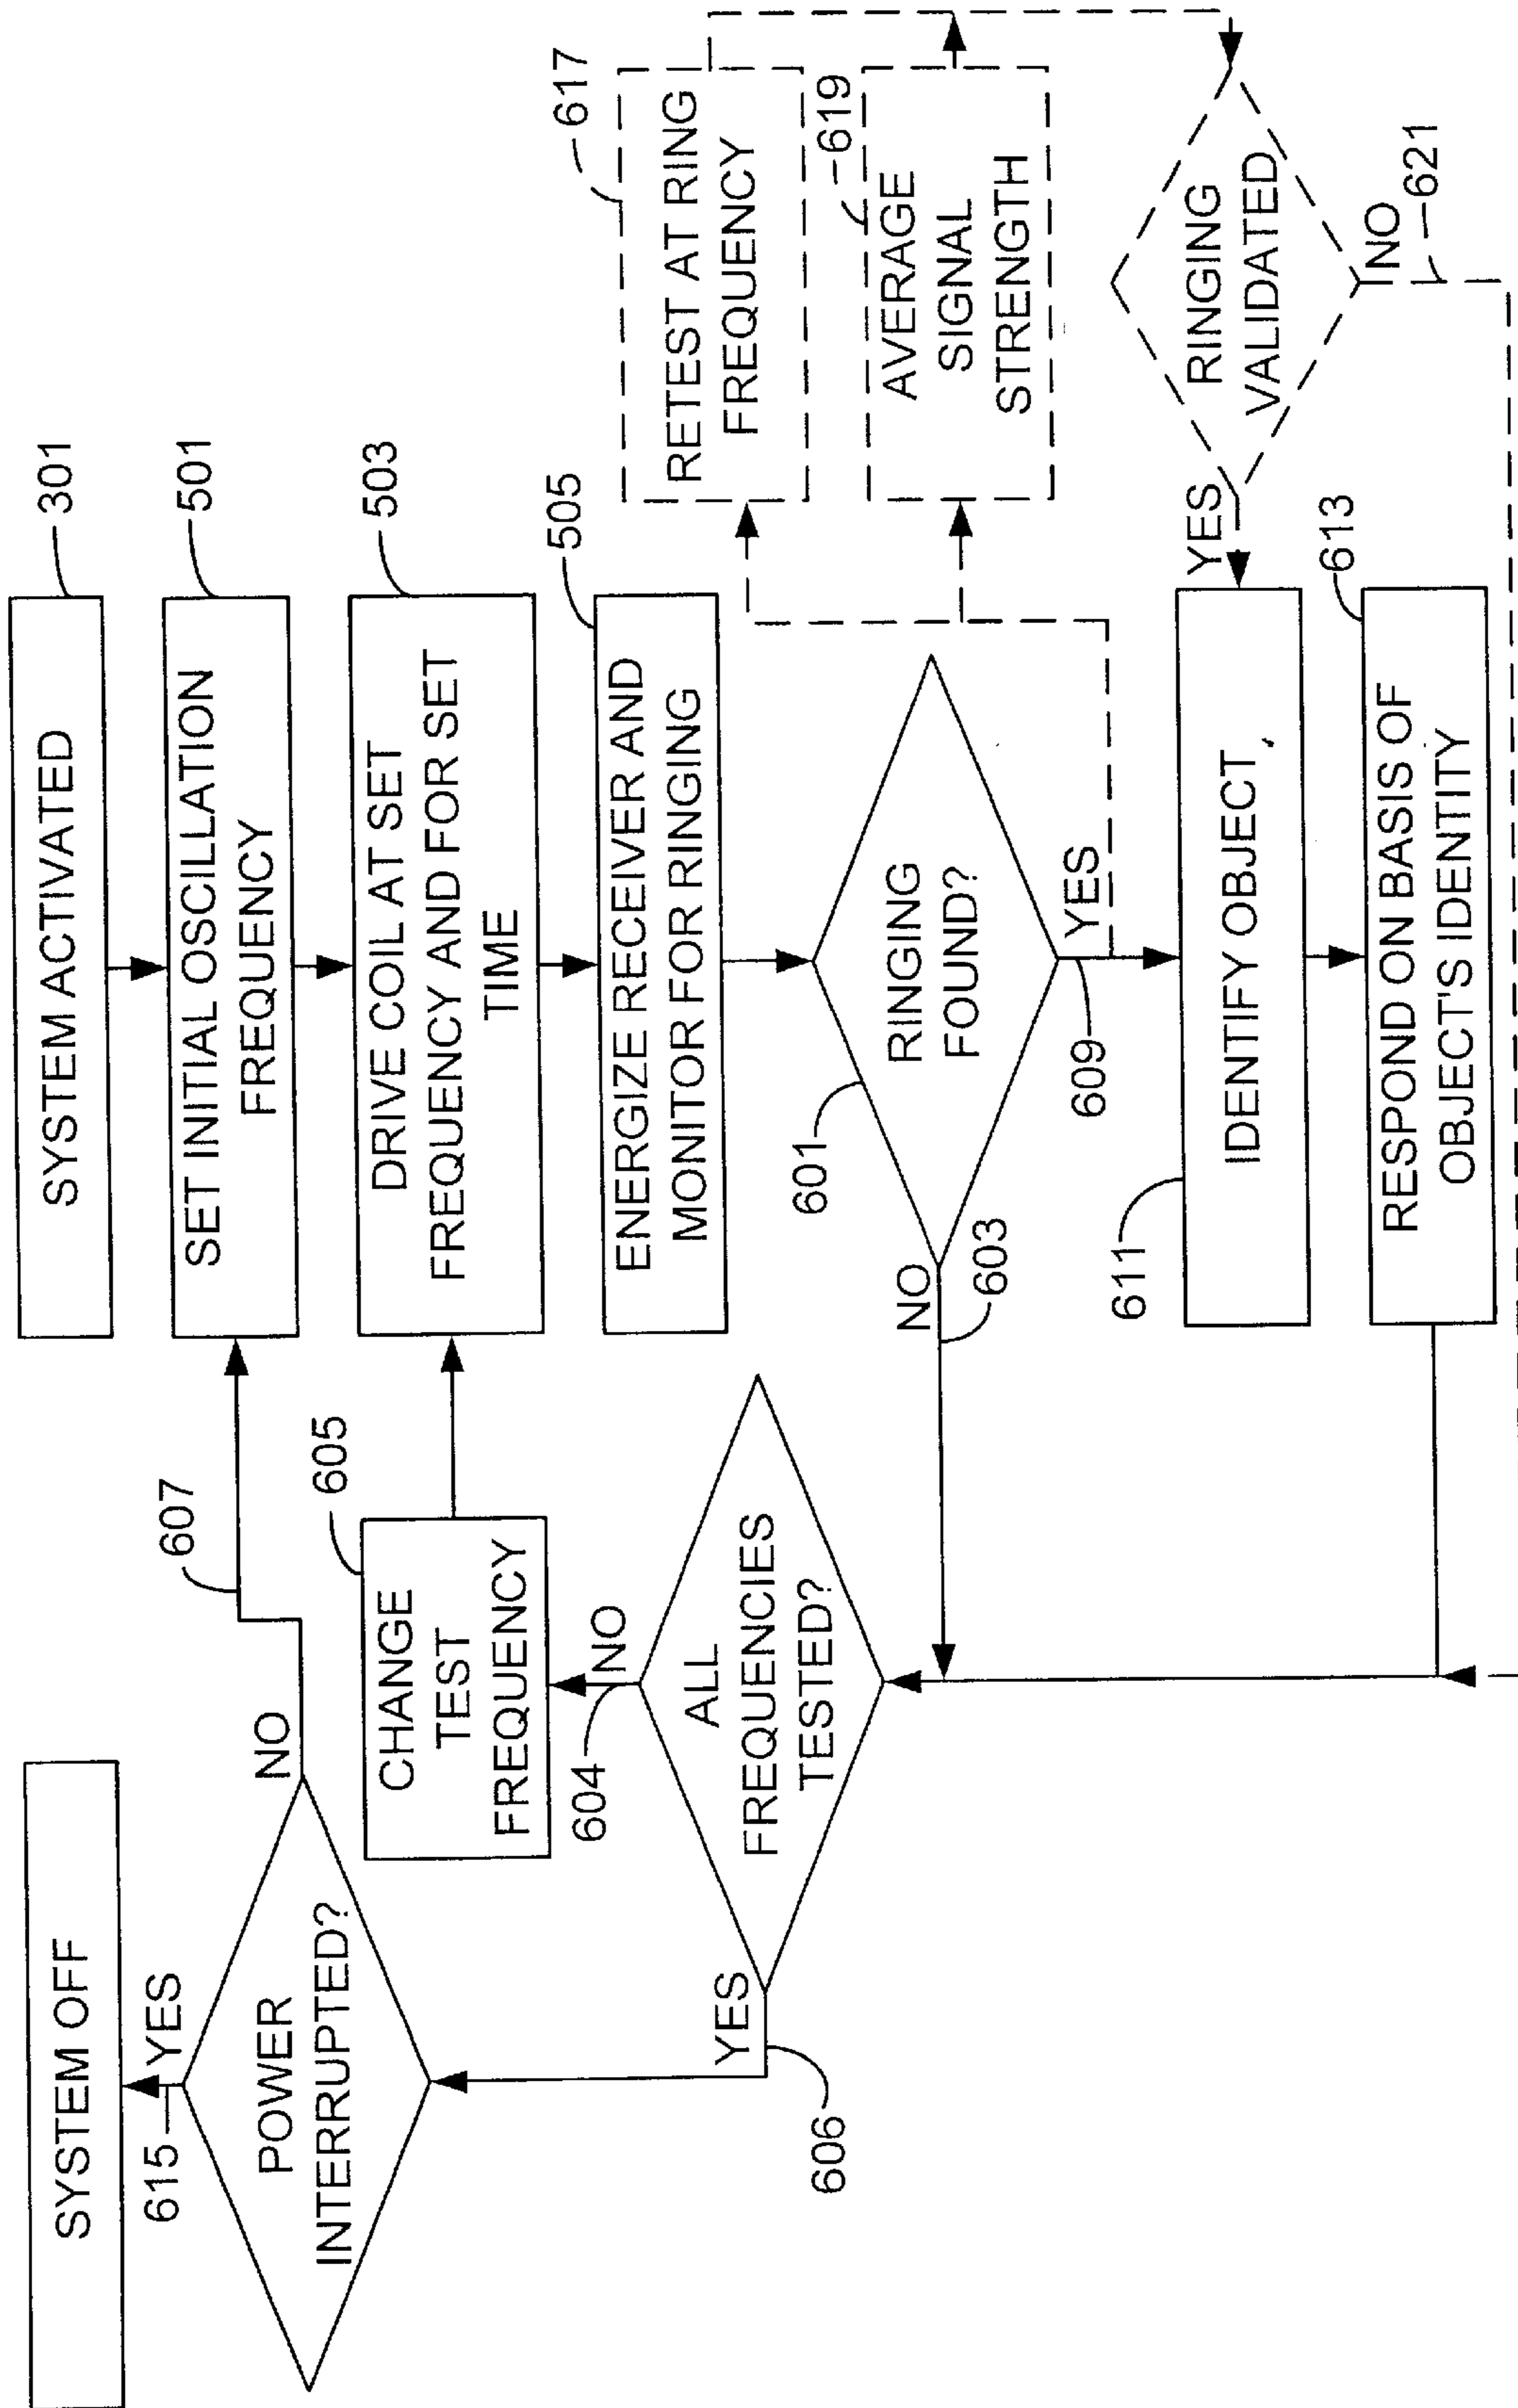 SYSTEM ACTIVATED
301
SET INITIAL OSCILLATION
FREQUENCY
501
DRIVE COIL AT SET
FREQUENCY AND FOR SET
TIME
503
ENERGIZE RECEIVER AND
MONITOR FOR RINGING
505
RINGING
FOUND?
601
NO
603
YES
609
IDENTIFY OBJECT,
611
RESPOND ON BASIS OF
OBJECT'S IDENTITY
613
RETEST AT RING
FREQUENCY
617
AVERAGE
SIGNAL
STRENGTH
619
RINGING
VALIDATED
YES
NO
621
ALL
FREQUENCIES
TESTED?
NO
604
CHANGE
TEST
FREQUENCY
605
YES
606
POWER
INTERRUPTED?
NO
607
YES
615
SYSTEM OFF